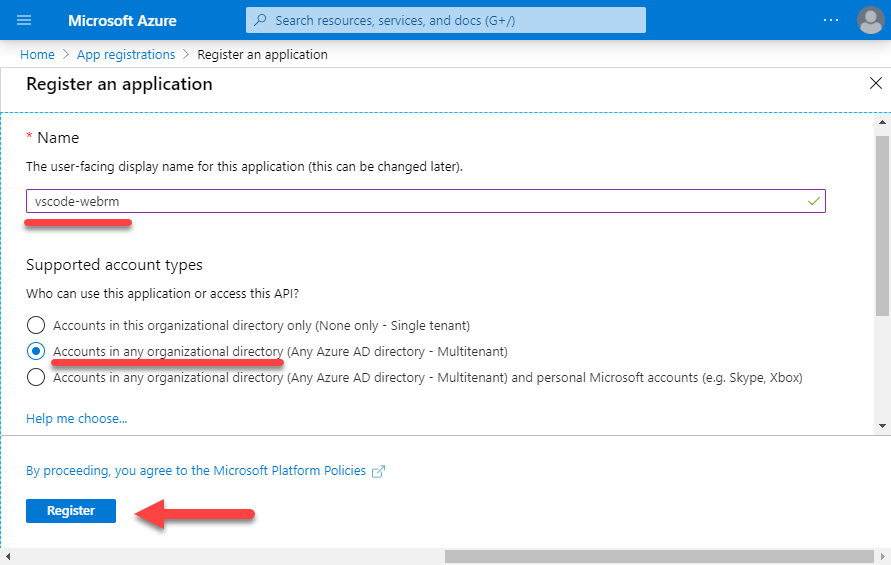 Microsoft Azure
Search resources, services, and docs (G+/)
...
Home > App registrations > Register an application
Register an application
* Name
The user-facing display name for this application (this can be changed later).
vscode-webrm
Supported account types
Who can use this application or access this API?
Accounts in this organizational directory only (None only - Single tenant)
Accounts in any organizational directory (Any Azure AD directory - Multitenant)
Accounts in any organizational directory (Any Azure AD directory - Multitenant) and personal Microsoft accounts (e.g. Skype, Xbox)
Help me choose...
By proceeding, you agree to the Microsoft Platform Policies
Register